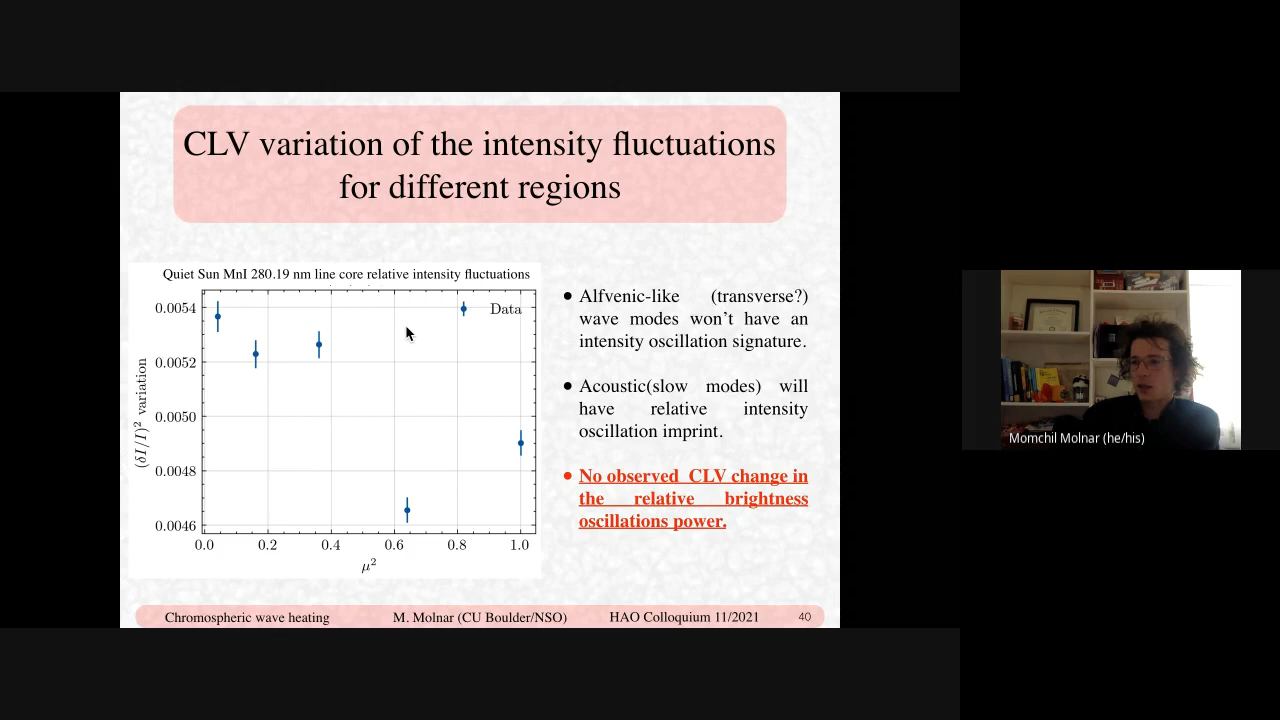 CLV variation of the intensity fluctuations
for different regions
Quiet Sun MnI 280.19 nm line core relative intensity fluctuations
Data
0.0054
0.0052
0.0050
0.0048
0.0046
(δI/I)² variation
0.0 0.2 0.4 0.6 0.8 1.0
μ²
• Alfvenic-like (transverse?)
wave modes won't have an
intensity oscillation signature.
• Acoustic(slow modes) will
have relative intensity
oscillation imprint.
• No observed CLV change in
the relative brightness
oscillations power.
Chromospheric wave heating M. Molnar (CU Boulder/NSO) HAO Colloquium 11/2021 40
Momchil Molnar (he/his)